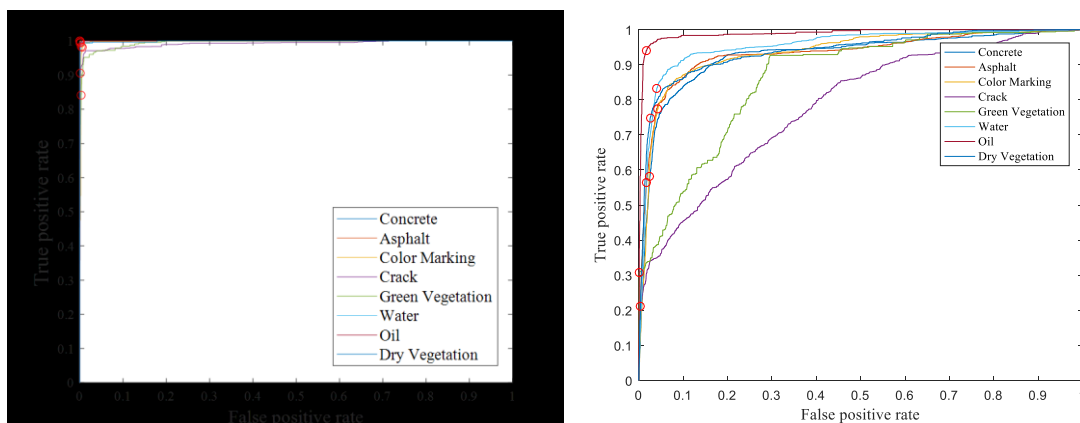 1
0.9
0.8
0.7
0.6
0.5
0.4
0.3
0.2
0.1
0
0 0.1 0.2 0.3 0.4 0.5 0.6 0.7 0.8 0.9 1
True positive rate
False positive rate
Concrete
Asphalt
Color Marking
Crack
Green Vegetation
Water
Oil
Dry Vegetation
1
0.9
0.8
0.7
0.6
0.5
0.4
0.3
0.2
0.1
0
0 0.1 0.2 0.3 0.4 0.5 0.6 0.7 0.8 0.9
True positive rate
False positive rate
Concrete
Asphalt
Color Marking
Crack
Green Vegetation
Water
Oil
Dry Vegetation